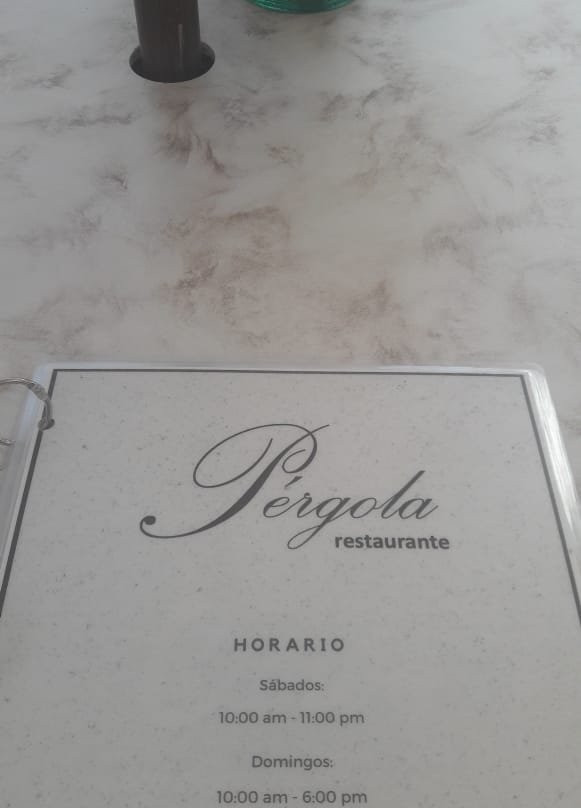 Pérgola
restaurante
HORARIO
Sábados:
10:00 am - 11:00 pm
Domingos:
10:00 am - 6:00 pm